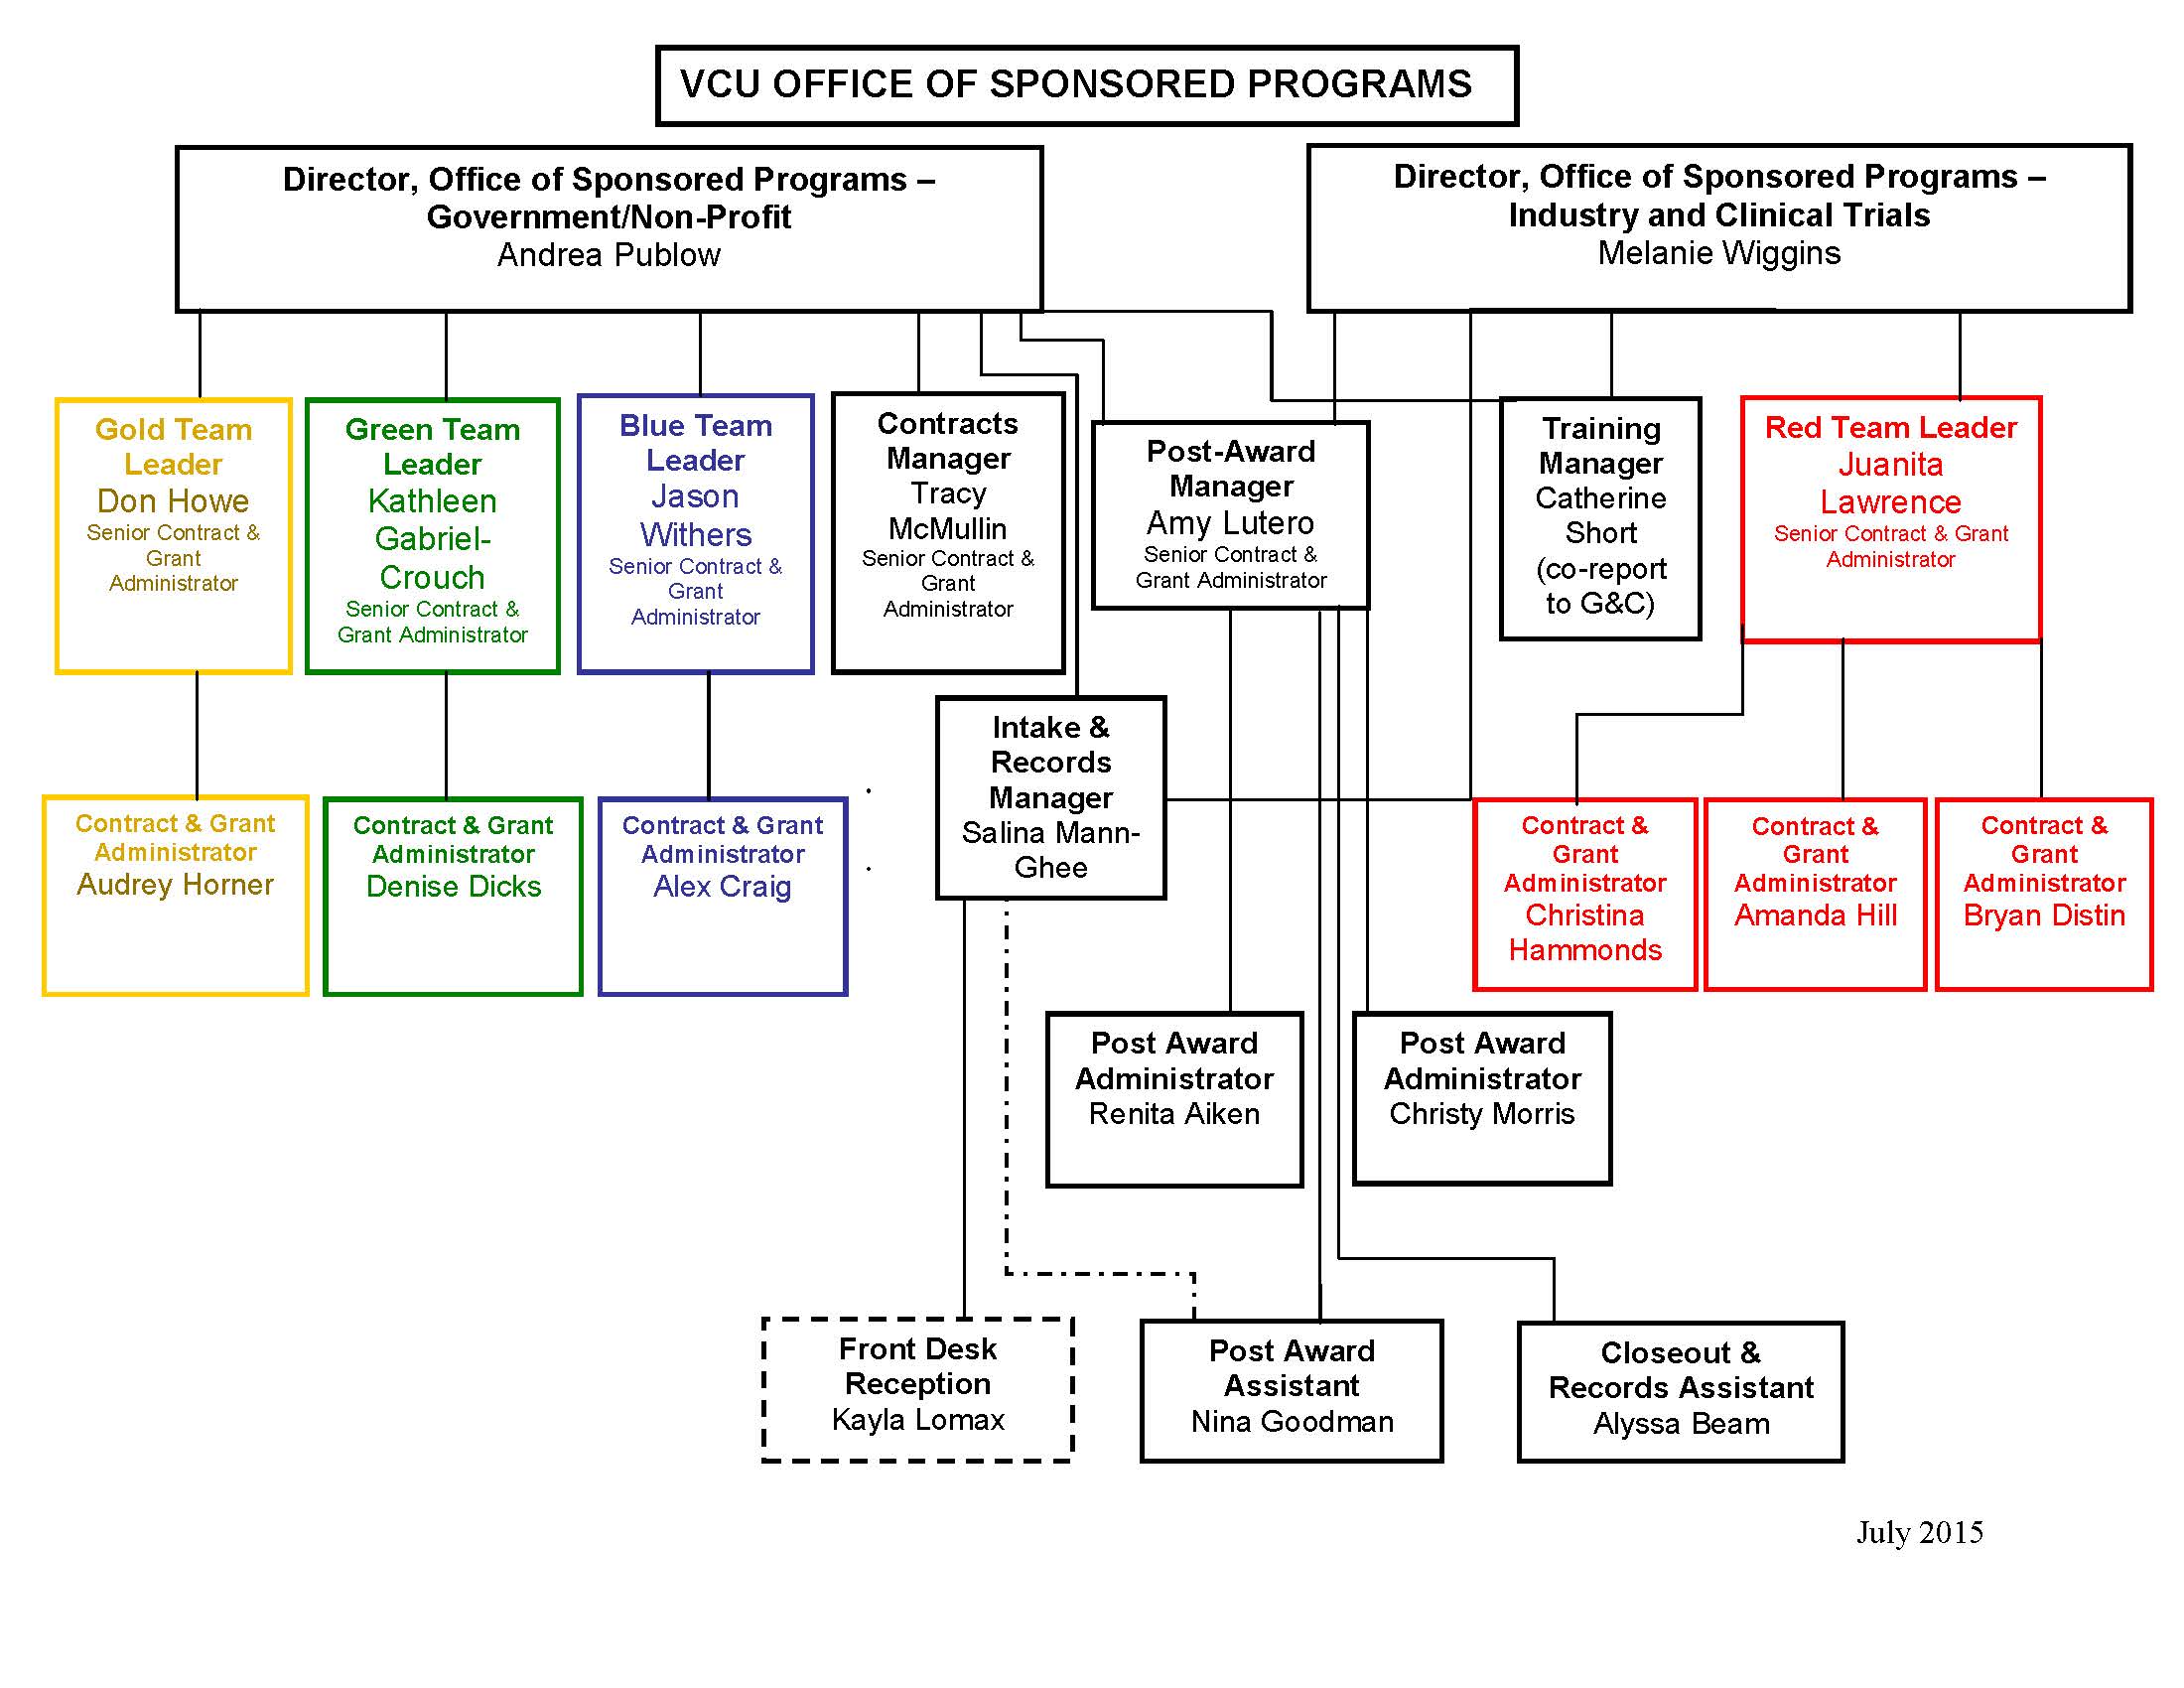 VCU OFFICE OF SPONSORED PROGRAMS
Director, Office of Sponsored Programs –
Government/Non-Profit
Andrea Publow
Director, Office of Sponsored Programs –
Industry and Clinical Trials
Melanie Wiggins
Gold Team
Leader
Don Howe
Senior Contract &
Grant
Administrator
Green Team
Leader
Kathleen
Gabriel-
Crouch
Senior Contract &
Grant Administrator
Blue Team
Leader
Jason
Withers
Senior Contract &
Grant
Administrator
Contracts
Manager
Tracy
McMullin
Senior Contract &
Grant
Administrator
Post-Award
Manager
Amy Lutero
Senior Contract &
Grant Administrator
Training
Manager
Catherine
Short
(co-report
to G&C)
Red Team Leader
Juanita
Lawrence
Senior Contract & Grant
Administrator
Intake &
Records
Manager
Salina Mann-
Ghee
Contract & Grant
Administrator
Audrey Horner
Contract & Grant
Administrator
Denise Dicks
Contract & Grant
Administrator
Alex Craig
Contract &
Grant
Administrator
Christina
Hammonds
Contract &
Grant
Administrator
Amanda Hill
Contract &
Grant
Administrator
Bryan Distin
Post Award
Administrator
Renita Aiken
Post Award
Administrator
Christy Morris
Front Desk
Reception
Kayla Lomax
Post Award
Assistant
Nina Goodman
Closeout &
Records Assistant
Alyssa Beam
July 2015